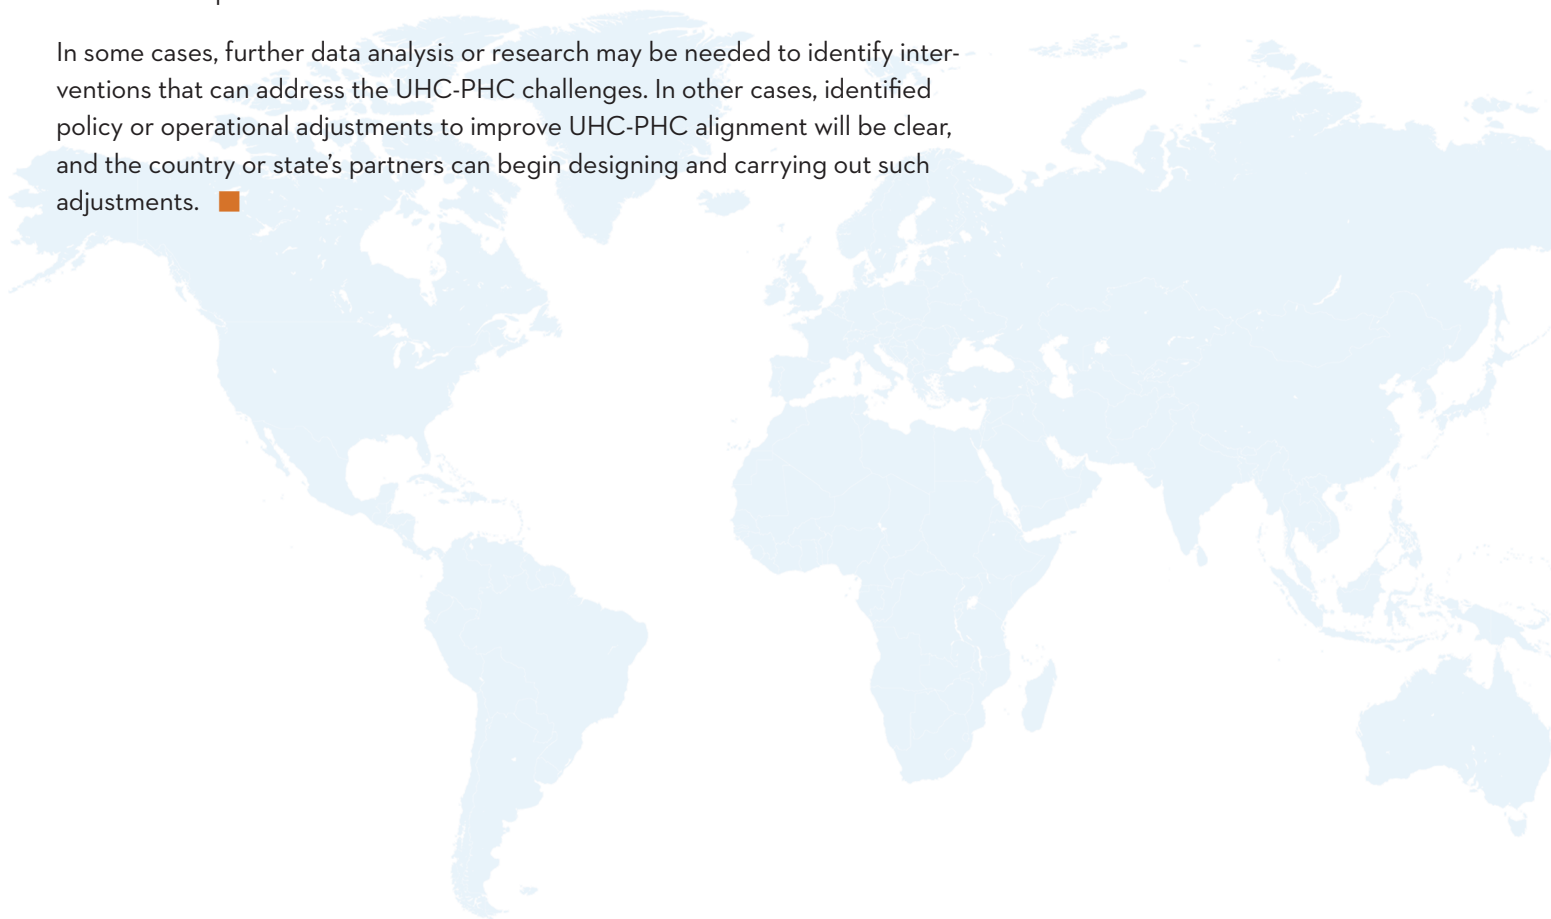 In some cases, further data analysis or research may be needed to identify inter-
ventions that can address the UHC-PHC challenges. In other cases, identified
policy or operational adjustments to improve UHC-PHC alignment will be clear,
and the country or state’s partners can begin designing and carrying out such
adjustments.